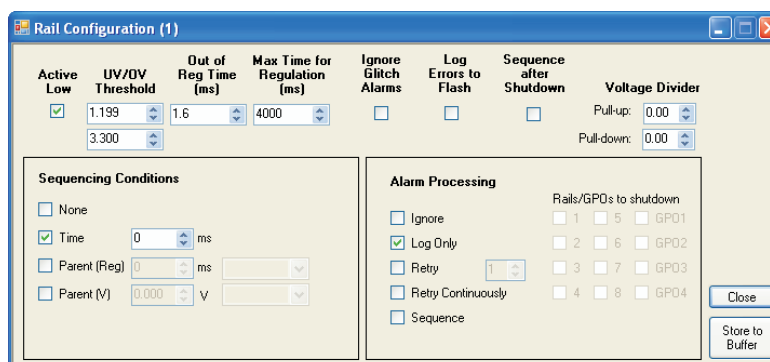 Rail Configuration (1)
Active Low
UV/OV Threshold
Out of Reg Time (ms)
Max Time for Regulation (ms)
Ignore Glitch Alarms
Log Errors to Flash
Sequence after Shutdown
Voltage Divider
1.199
1.6
4000
Pull-up: 0.00
3.300
Pull-down: 0.00
Sequencing Conditions
None
Time 0 ms
Parent (Reg) 0 ms
Parent (V) 0.000 V
Alarm Processing
Rails/GPOs to shutdown
Ignore 1 5 GPO1
Log Only 2 6 GPO2
Retry 1 3 7 GPO3
Retry Continuously 4 8 GPO4
Sequence
Close
Store to Buffer